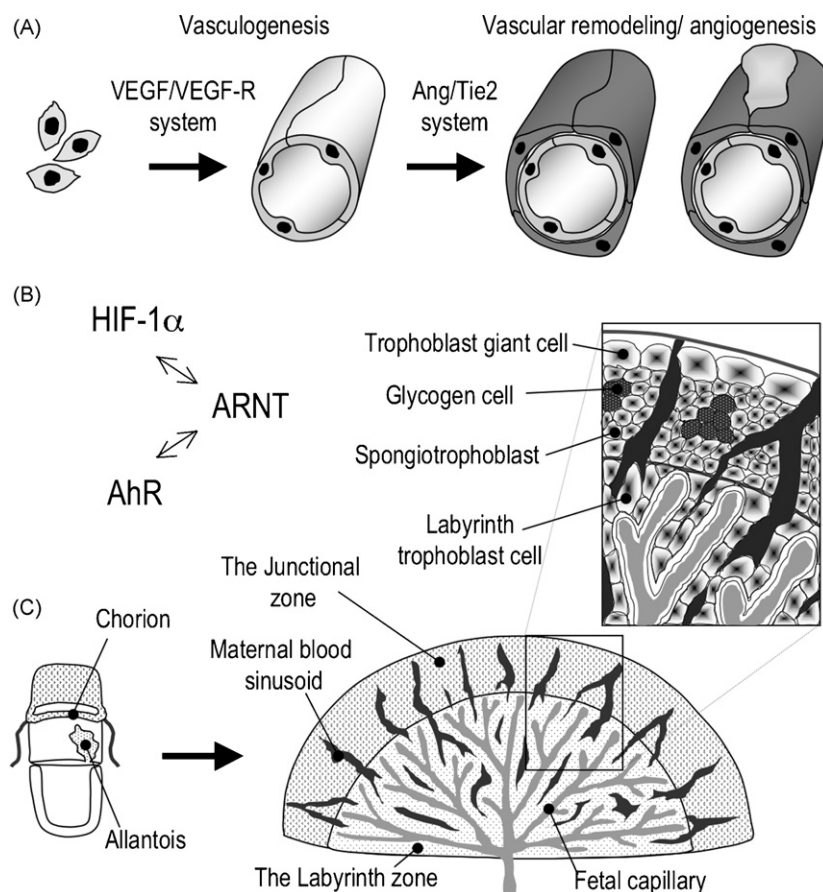 (A)
Vasculogenesis
Vascular remodeling/ angiogenesis
VEGF/VEGF-R
system
Ang/Tie2
system
(B)
HIF-1α
ARNT
AhR
Trophoblast giant cell
Glycogen cell
Spongiotrophoblast
Labyrinth
trophoblast cell
(C)
Chorion
Allantois
The Junctional
zone
Maternal blood
sinusoid
The Labyrinth zone
Fetal capillary